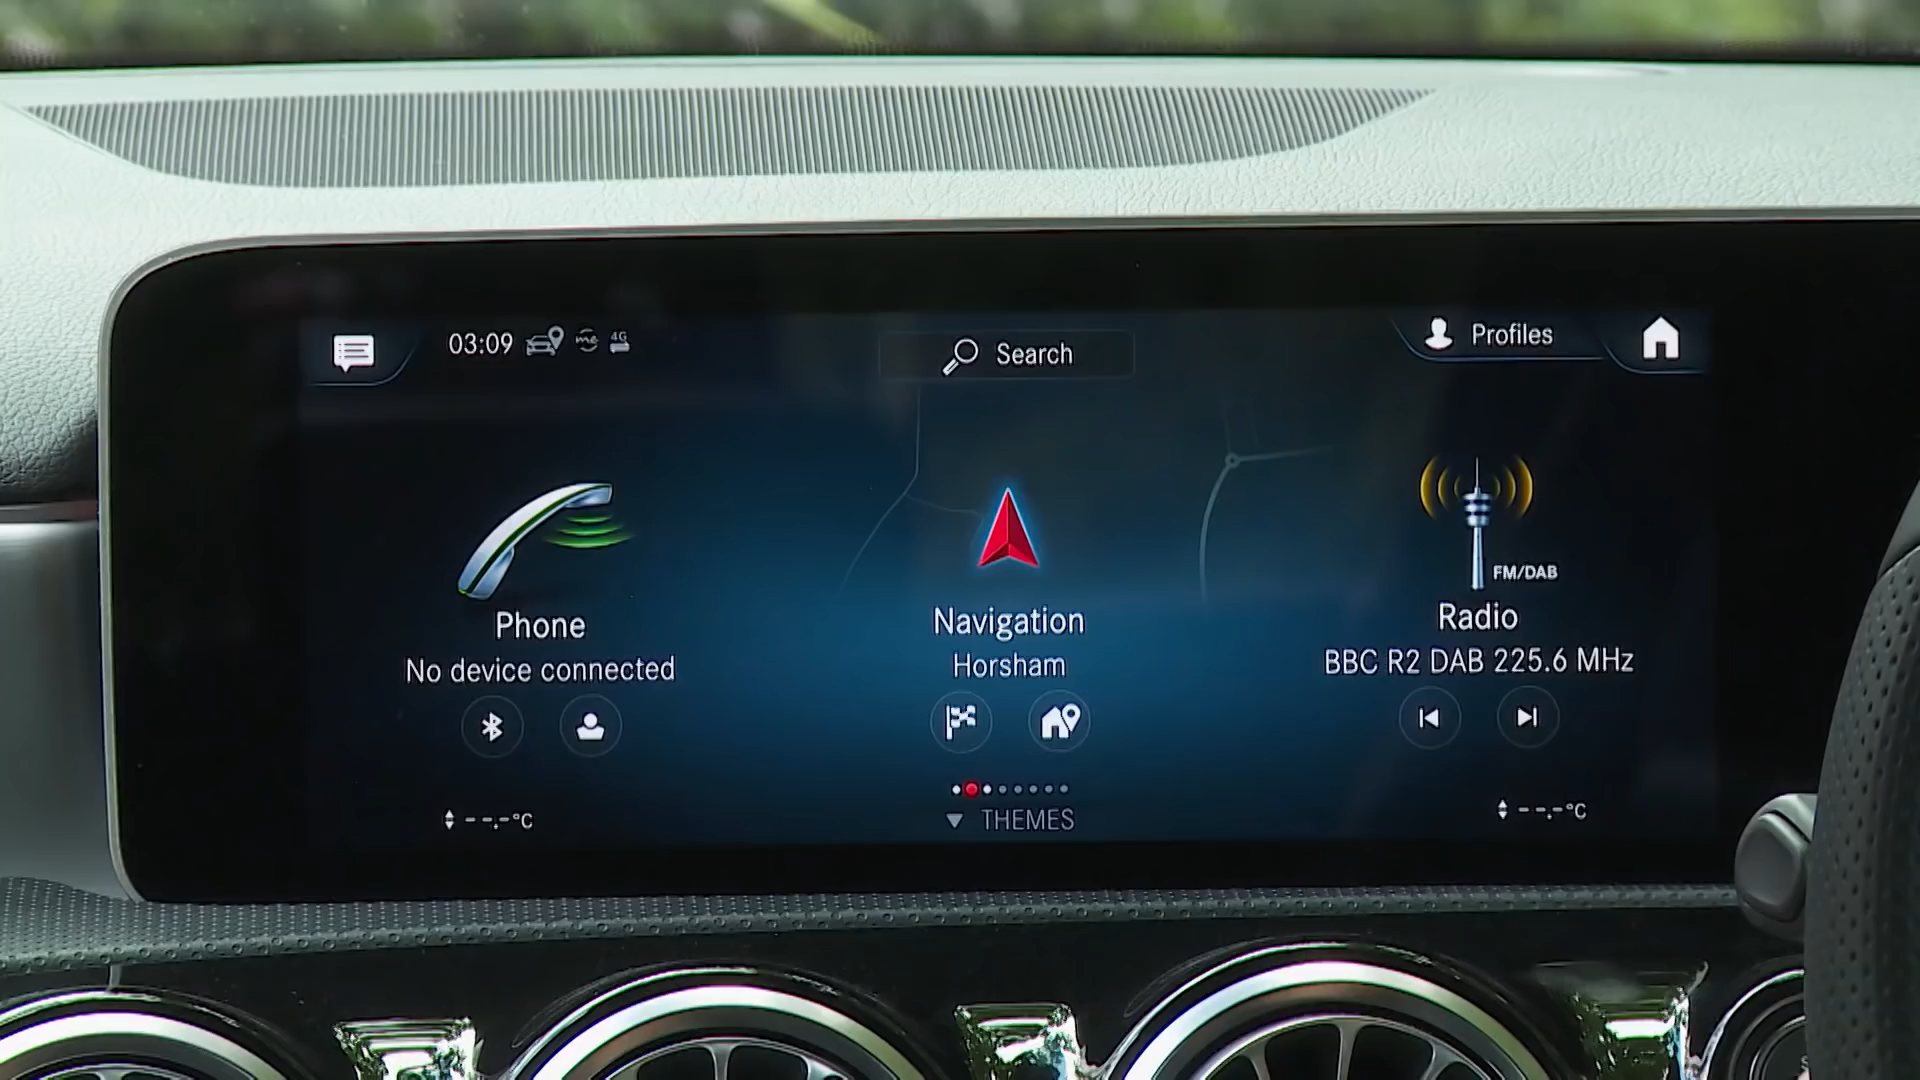 03:09
me
4G
Search
Profiles
Phone
No device connected
Navigation
Horsham
FM/DAB
Radio
BBC R2 DAB 225.6 MHz
--.-°C
THEMES
--.-°C